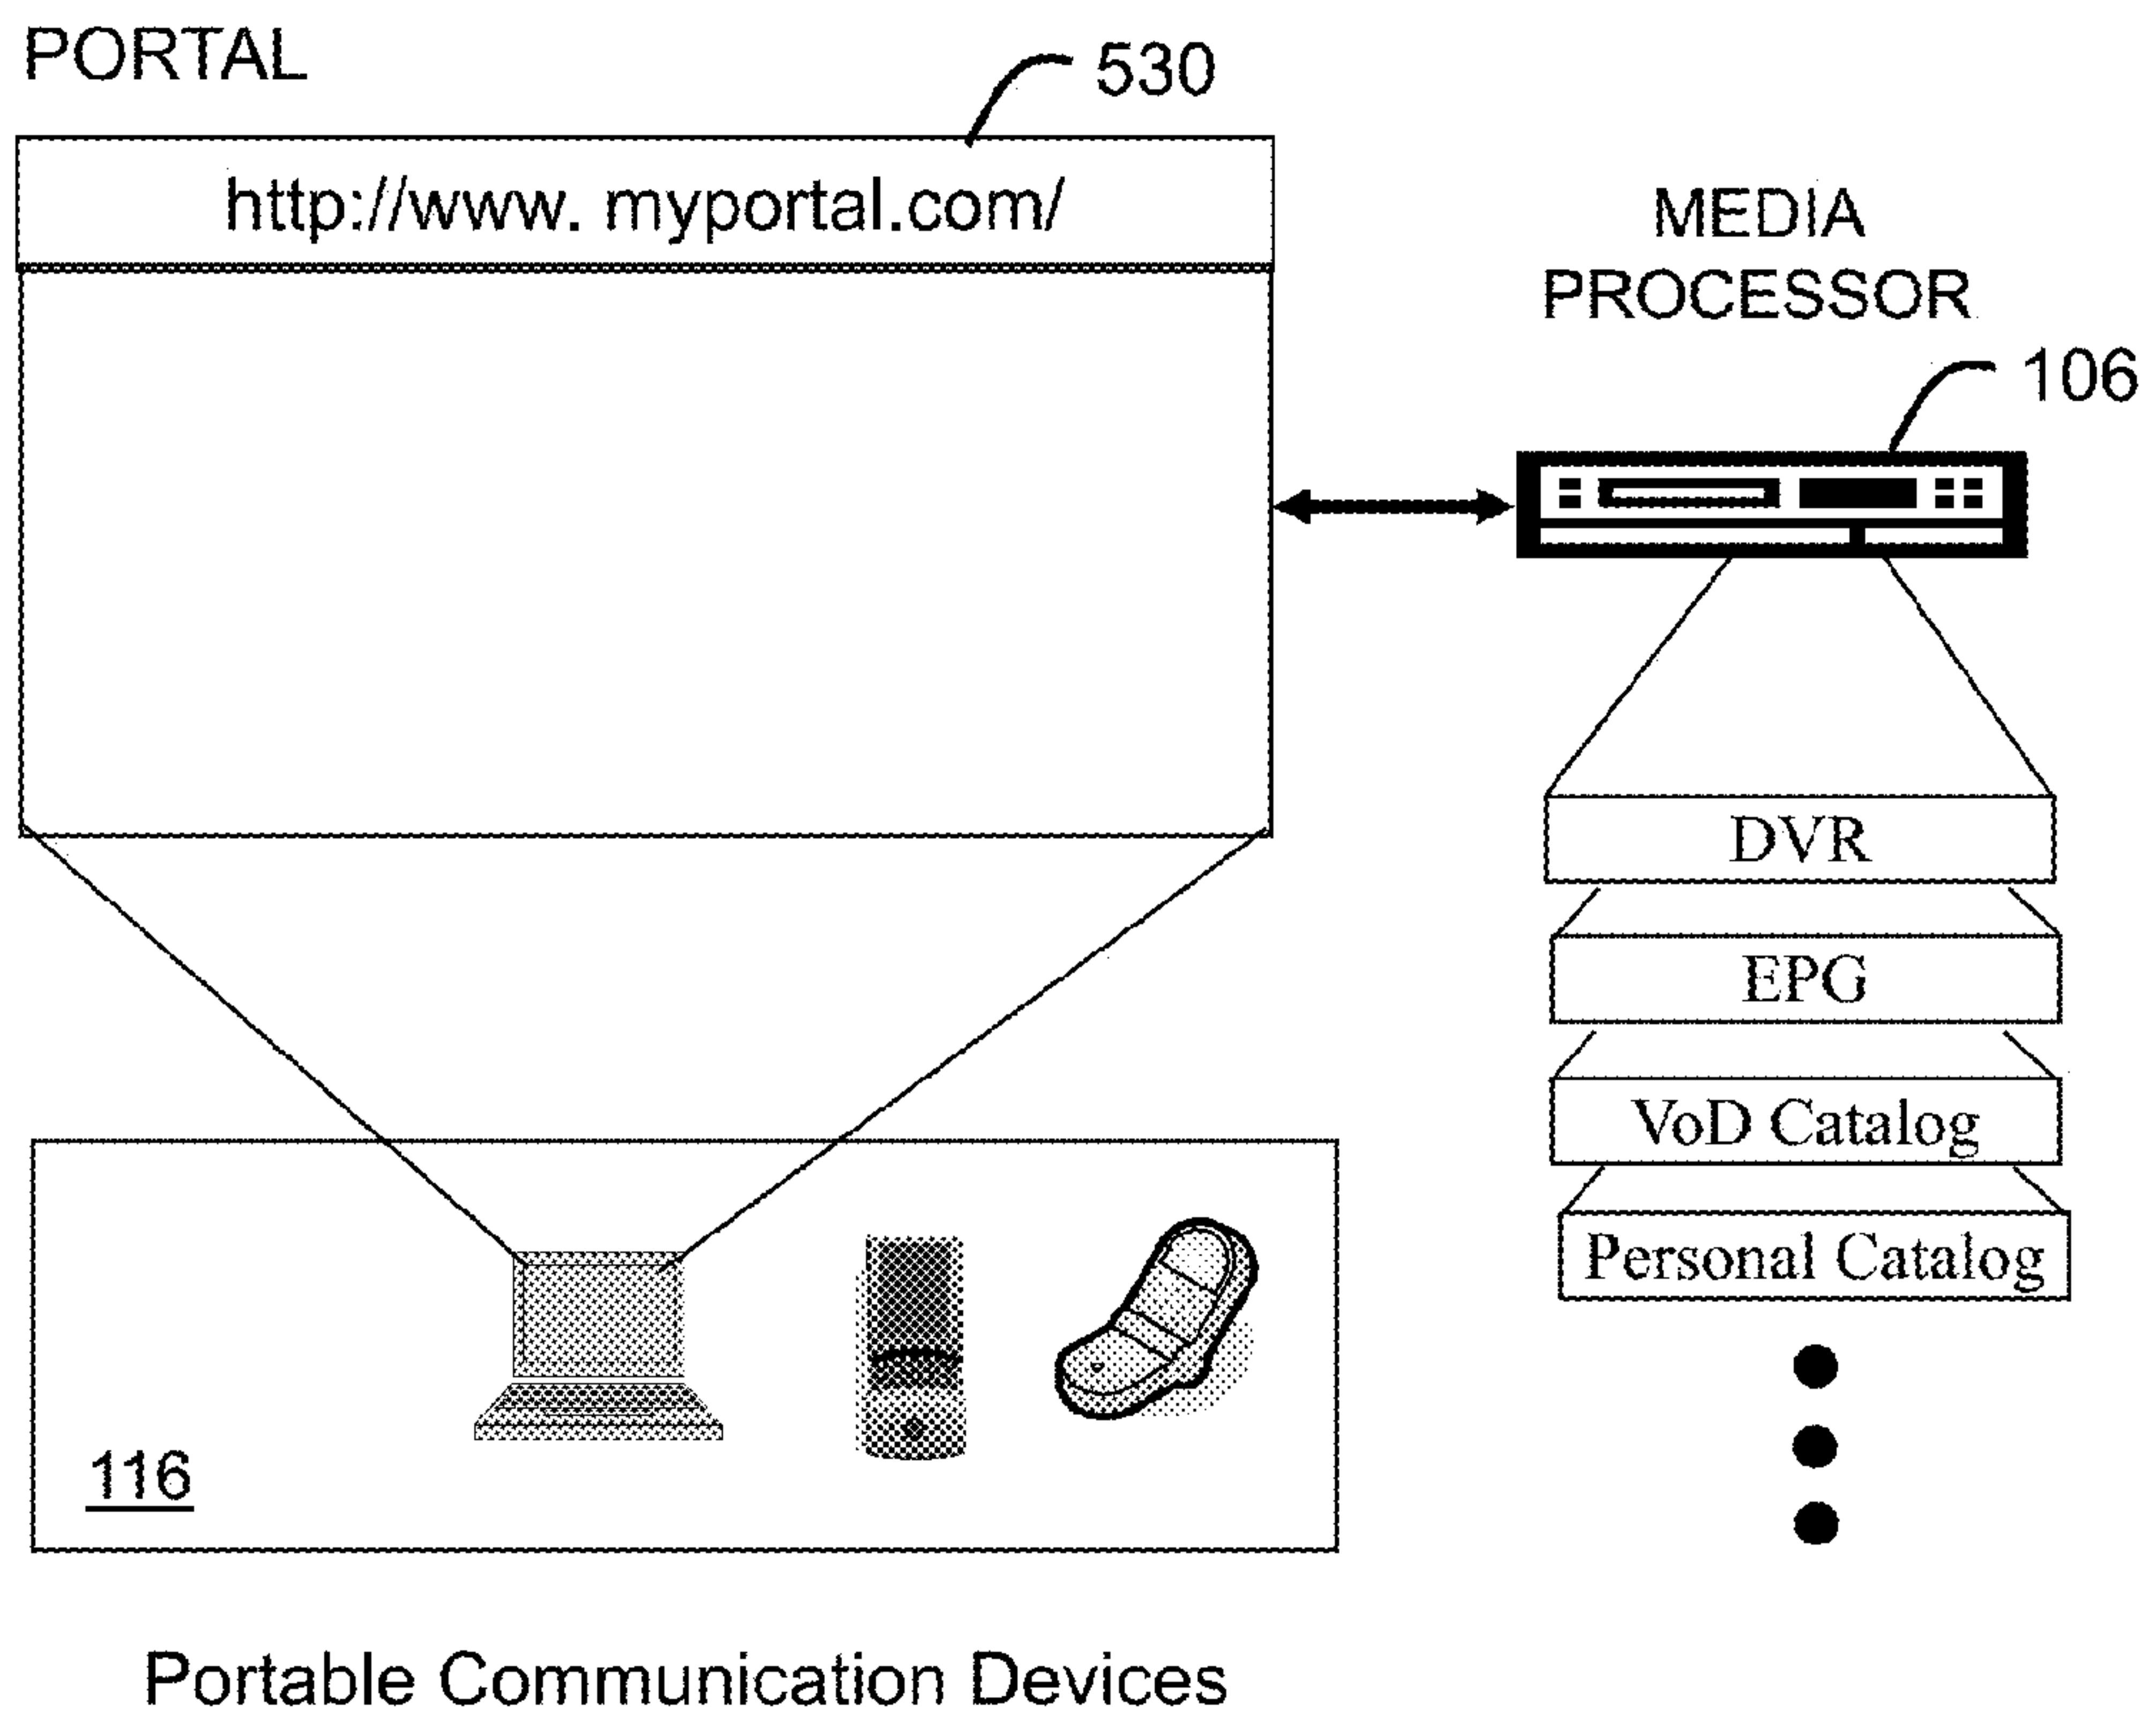 PORTAL
530
http://www. myportal.com/
MEDIA
PROCESSOR
106
DVR
EPG
VoD Catalog
Personal Catalog
116
Portable Communication Devices